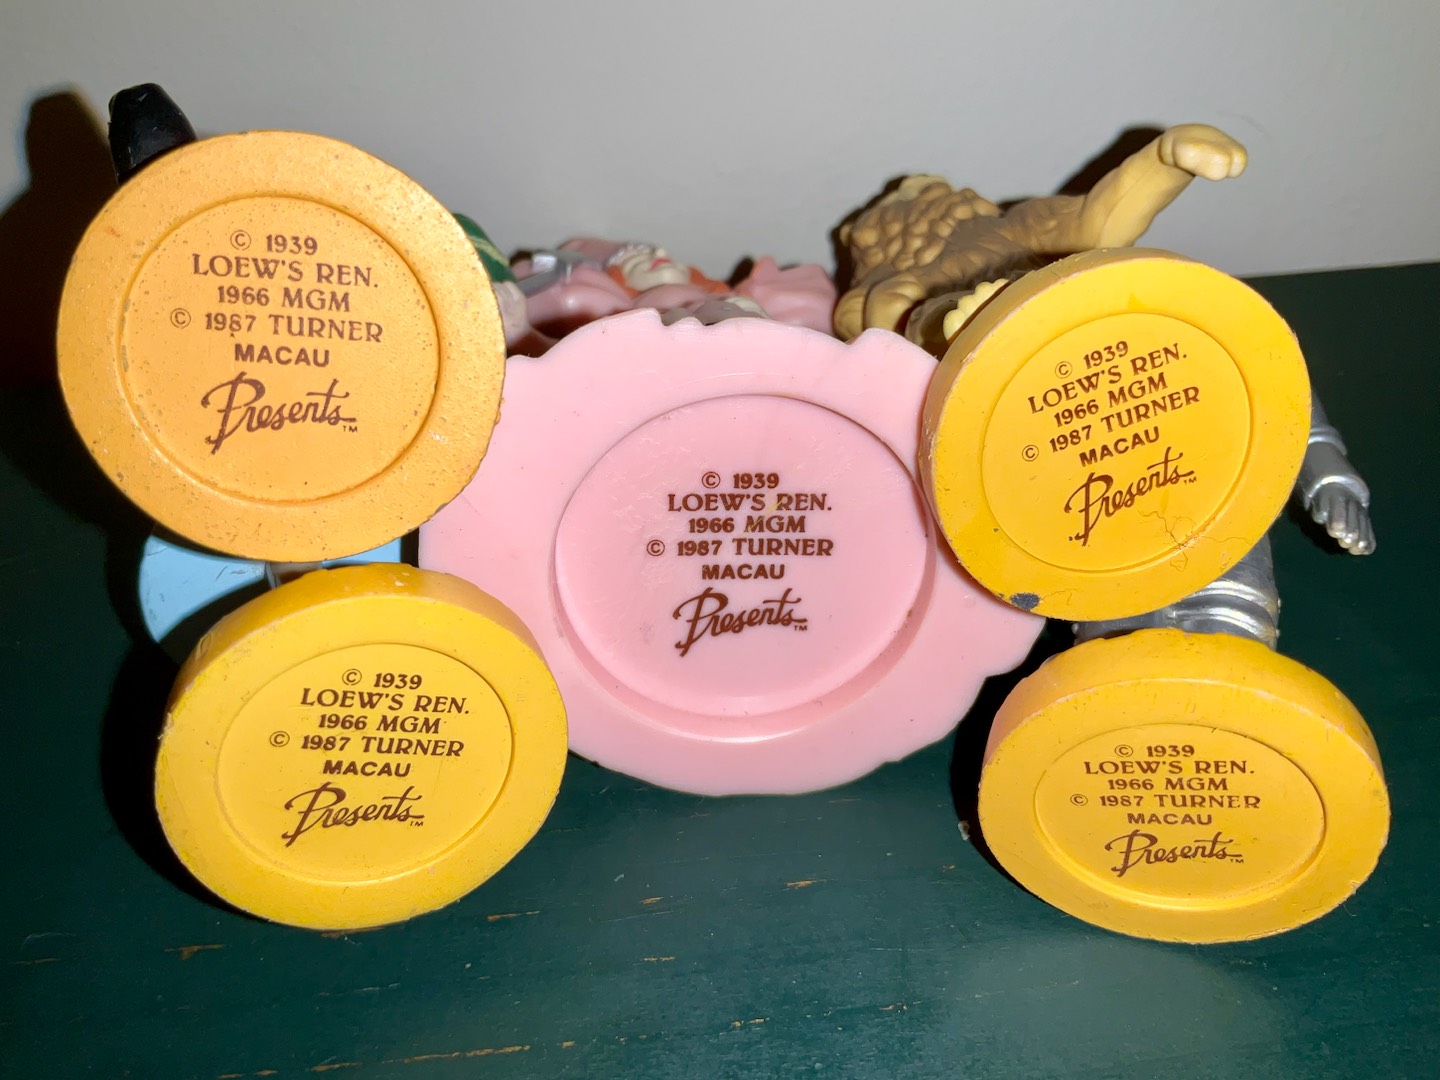 © 1939
LOEW'S REN.
1966 MGM
© 1987 TURNER
MACAU
Presents™
© 1939
LOEW'S REN.
1966 MGM
© 1987 TURNER
MACAU
Presents™
© 1939
LOEW'S REN.
1966 MGM
© 1987 TURNER
MACAU
Presents™
© 1939
LOEW'S REN.
1966 MGM
© 1987 TURNER
MACAU
Presents™
© 1939
LOEW'S REN.
1966 MGM
© 1987 TURNER
MACAU
Presents™